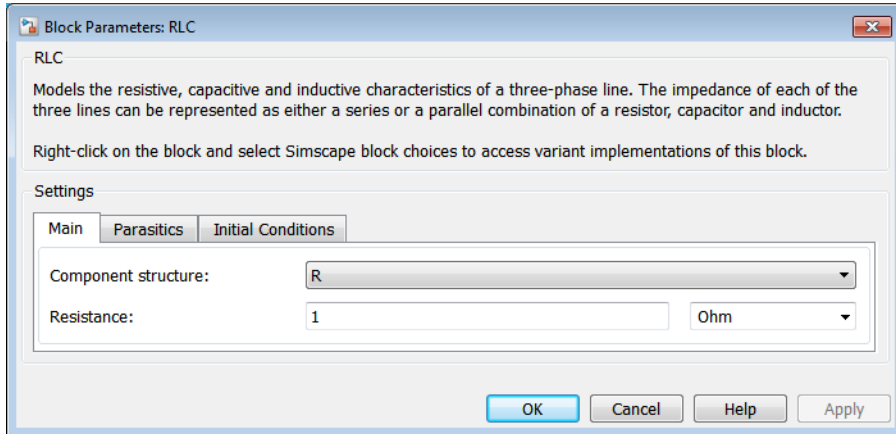 Block Parameters: RLC
RLC
Models the resistive, capacitive and inductive characteristics of a three-phase line. The impedance of each of the
three lines can be represented as either a series or a parallel combination of a resistor, capacitor and inductor.
Right-click on the block and select Simscape block choices to access variant implementations of this block.
Settings
Main Parasitics Initial Conditions
Component structure: R
Resistance: 1 Ohm
OK Cancel Help Apply